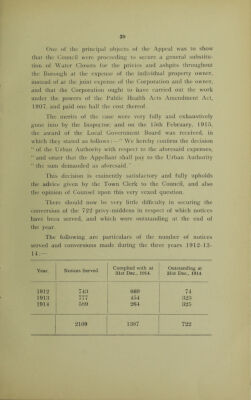 39
One of the principal objects of the Appeal was to show
that the Council were proceeding to secure a general substitu-
tion of Water Closets for the privies and ashpits throughout
the Borough at the expense of the individual property owner,
instead of at the joint expense of the Corporation and the owner,
and that the Corporation ought to have carried out the work
under the powers of the Public Health Acts Amendment Act,
1907, and paid one half the cost thereof.
The merits of the case were very fully and exhaustively
gone into by the Inspector, and on the 15th February, 1915,
the award of the Local Government Board was received, in
which they stated as follows:—" We hereby confirm the decision
" of the Urban Authority with respect to the aforesaid expenses,
" and order that the Appellant shall pay to the Urban Authority
" the sum demanded as aforesaid."
This decision is eminently satisfactory and fully upholds
the advice given by the Town Clerk to the Council, and also
the opinion of Counsel upon this very vexed question.
There should now be very little difficulty in securing the
conversion of the 722 privy-middens in respect of which notices
have been served, and which were outstanding at the end of
the year.
The following are particulars of the number of notices
served and conversions made during the three years 1912-13-
14:—
Year. Notices Served. Complied with at 31st Dec., 1914. Outstanding at 31st Dec., 1914.
1912 743 669 74
1913 777 454 323
1914 589 264 325
2109 1387 722